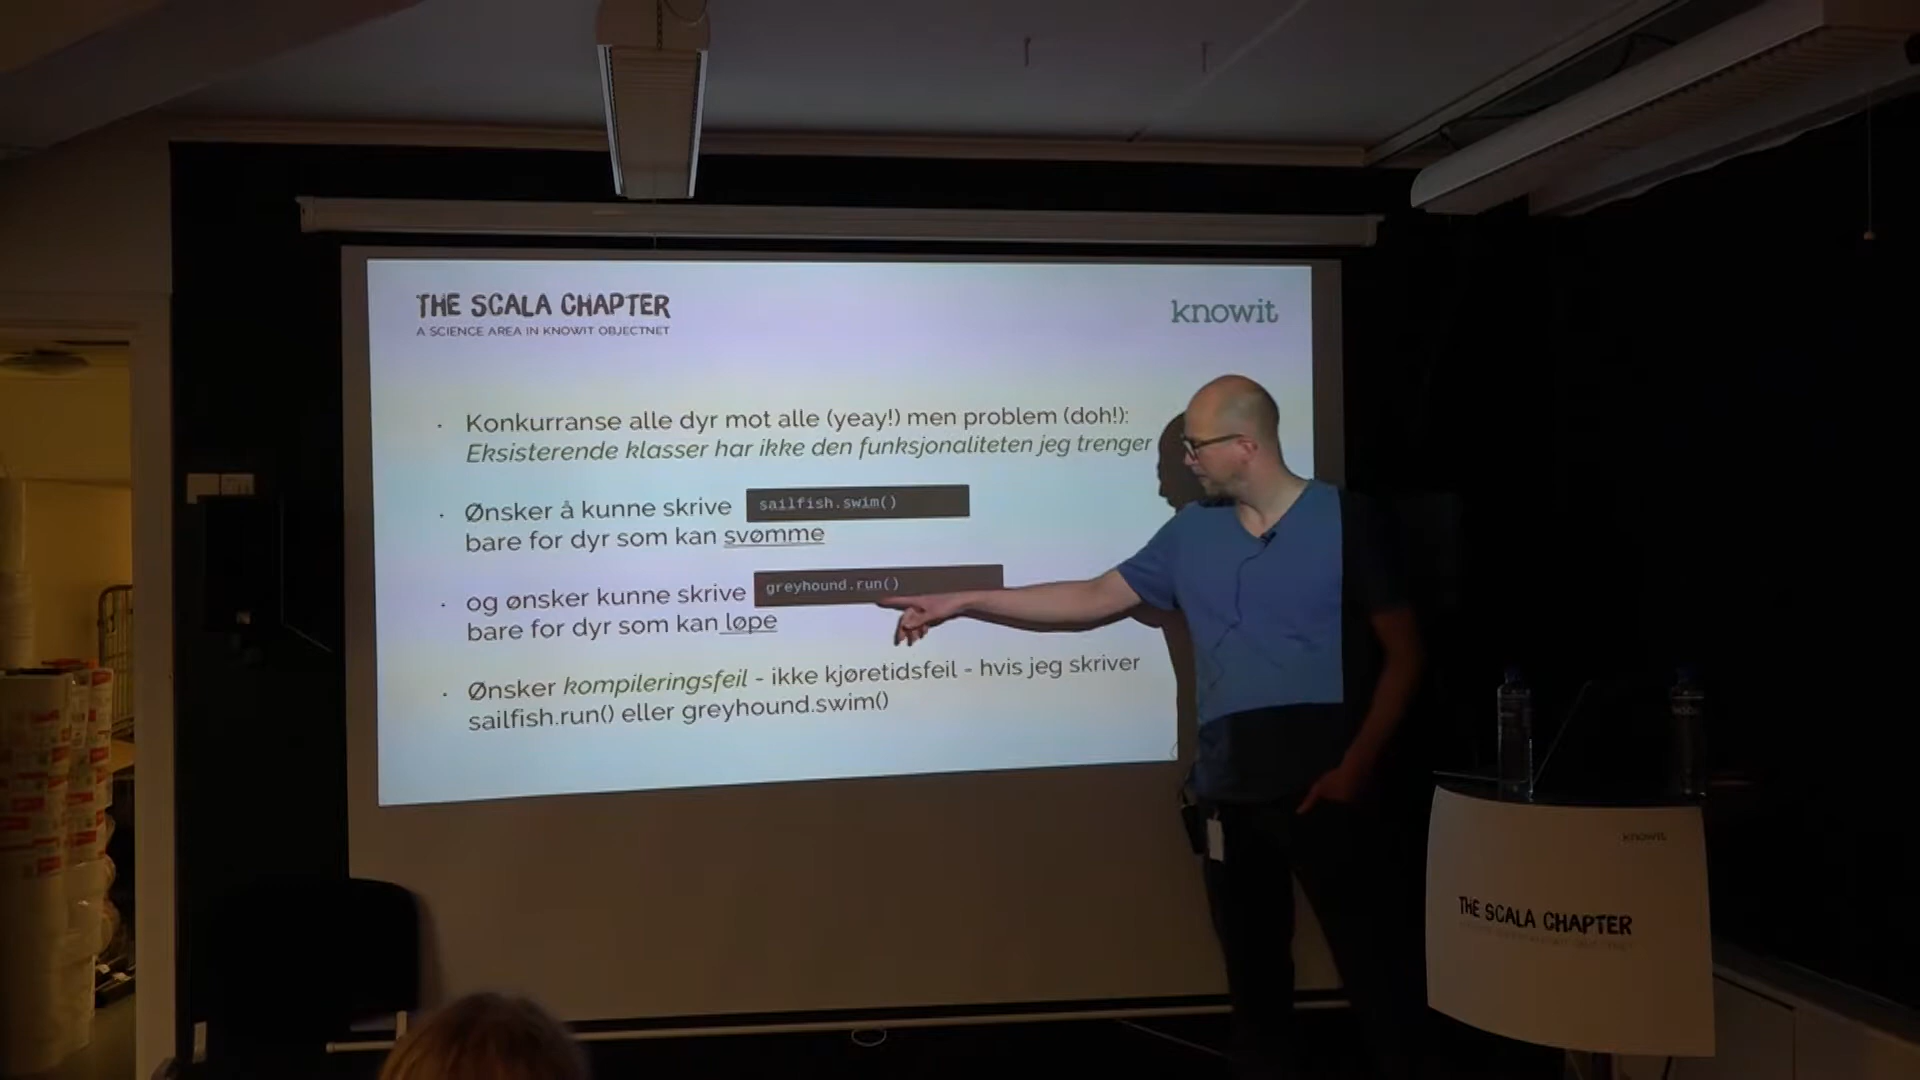 THE SCALA CHAPTER
A SCIENCE AREA IN KNOWIT OBJECTNET
knowit
· Konkurranse alle dyr mot alle (yeay!) men problem (doh!):
Eksisterende klasser har ikke den funksjonaliteten jeg trenger
· Ønsker å kunne skrive sailfish.swim()
bare for dyr som kan svømme
· og ønsker kunne skrive greyhound.run()
bare for dyr som kan løpe
· Ønsker kompileringsfeil - ikke kjøretidsfeil - hvis jeg skriver
sailfish.run() eller greyhound.swim()
knowit
THE SCALA CHAPTER